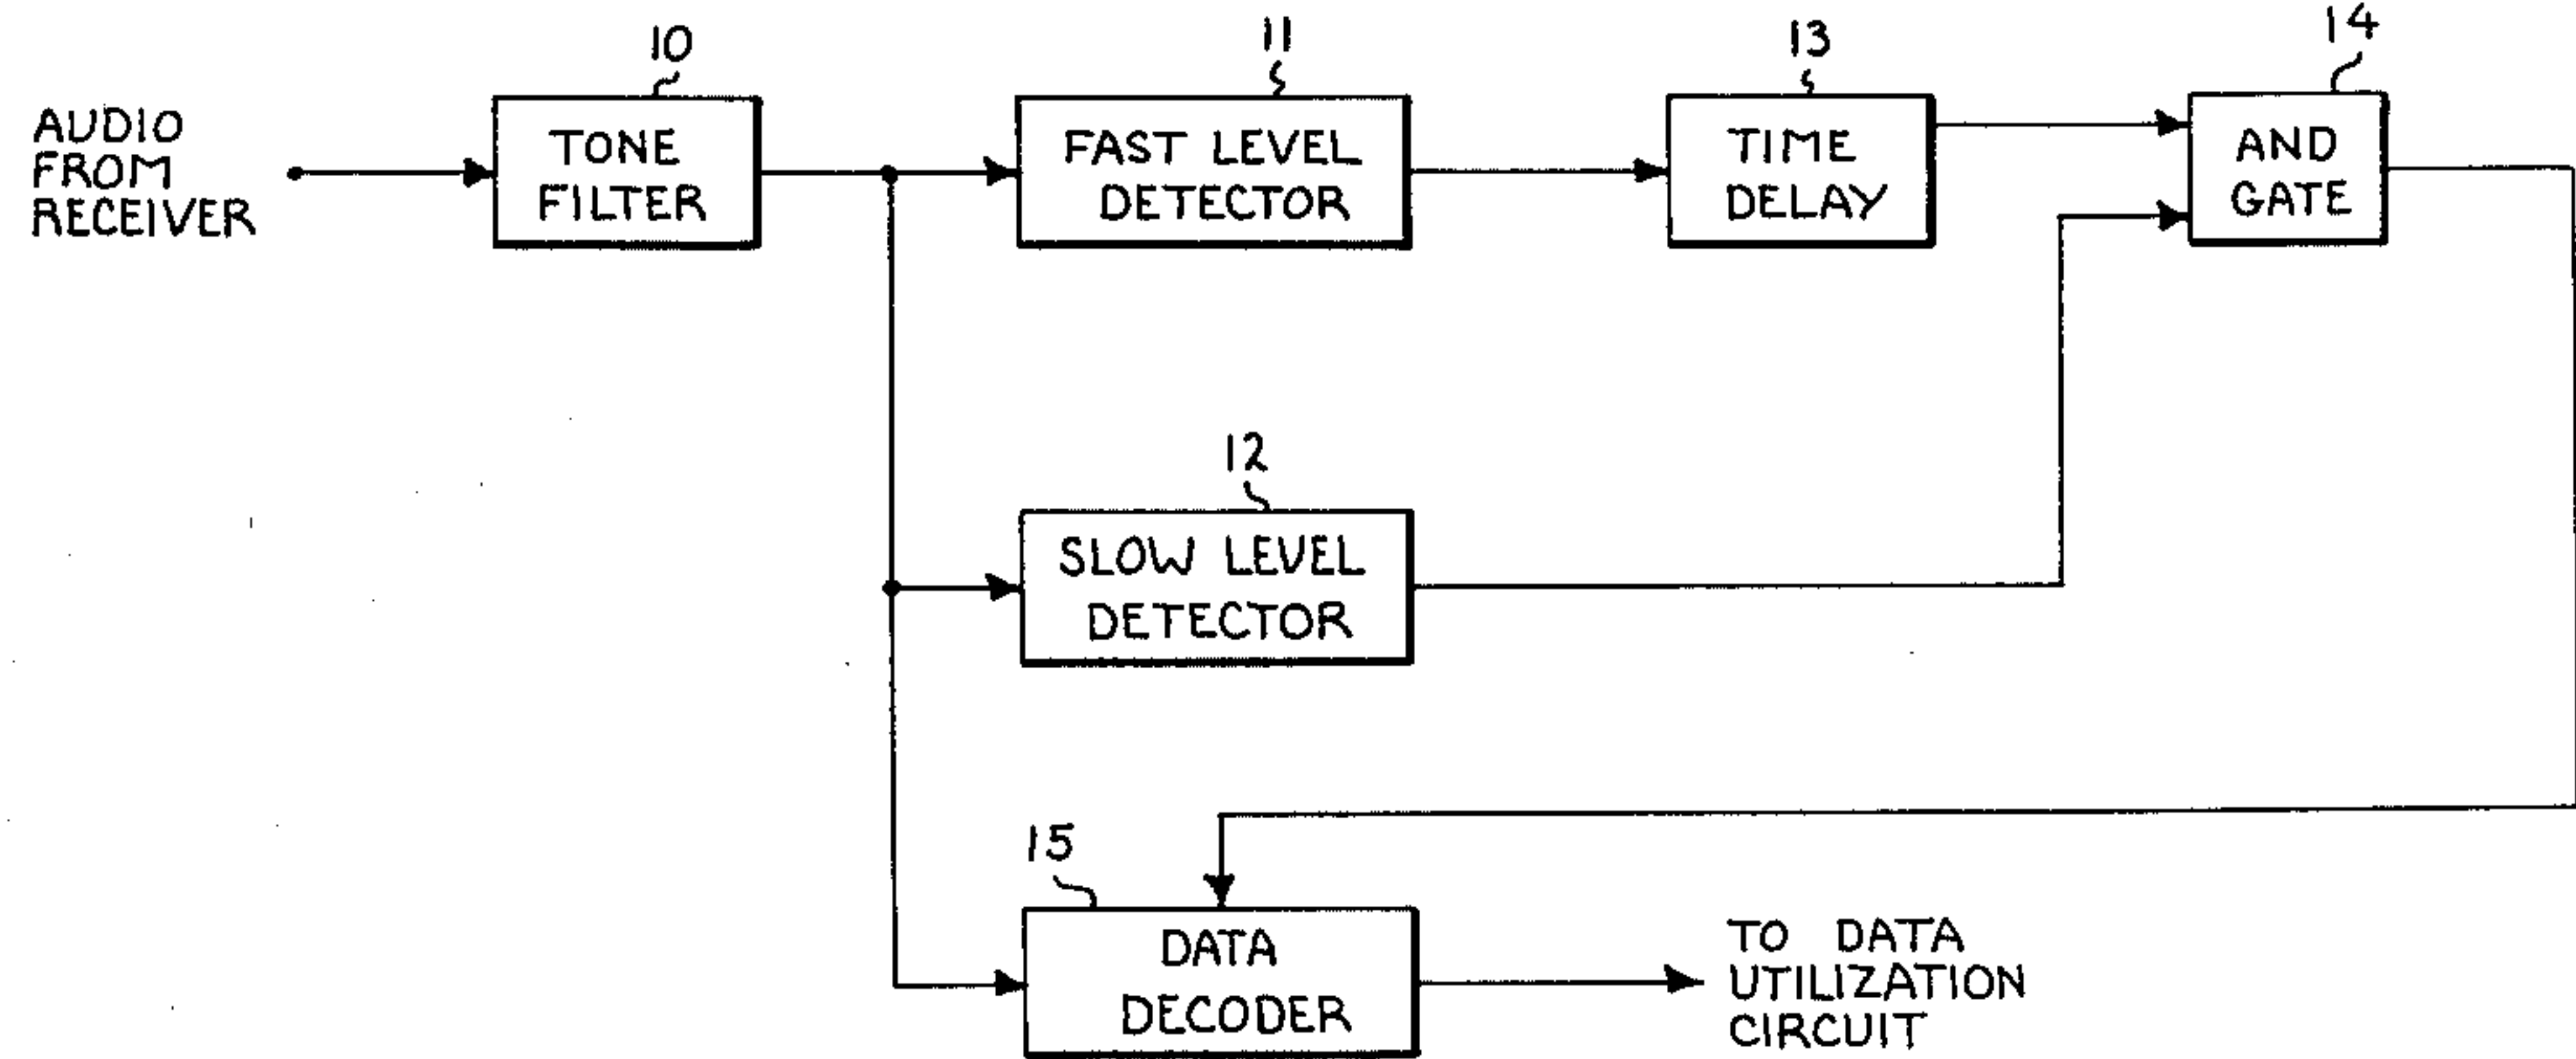 10
11
13
14
AUDIO
FROM
RECEIVER
TONE
FILTER
FAST LEVEL
DETECTOR
TIME
DELAY
AND
GATE
12
SLOW LEVEL
DETECTOR
15
DATA
DECODER
TO DATA
UTILIZATION
CIRCUIT